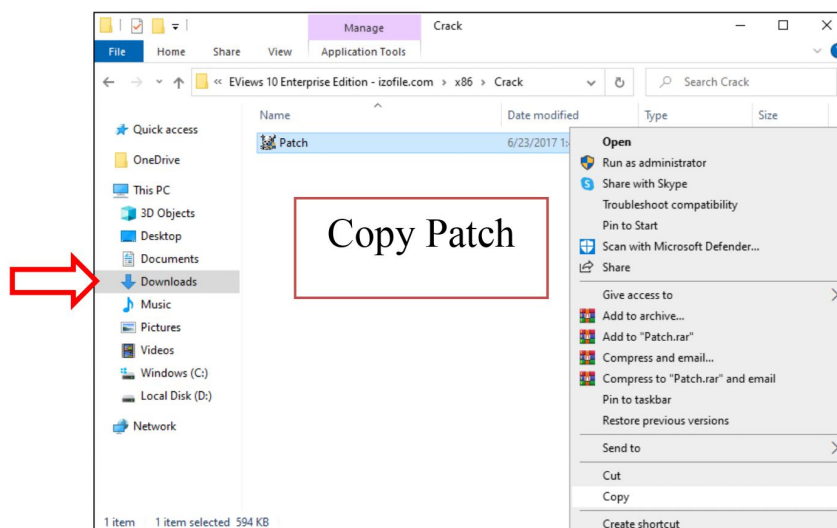 Manage
Crack
File
Home
Share
View
Application Tools
« EViews 10 Enterprise Edition - izofile.com > x86 > Crack
Search Crack
Name
Date modified
Type
Size
Quick access
OneDrive
This PC
3D Objects
Desktop
Documents
Downloads
Music
Pictures
Videos
Windows (C:)
Local Disk (D:)
Network
Patch
6/23/2017
Copy Patch
Open
Run as administrator
Share with Skype
Troubleshoot compatibility
Pin to Start
Scan with Microsoft Defender...
Share
Give access to
Add to archive...
Add to "Patch.rar"
Compress and email...
Compress to "Patch.rar" and email
Pin to taskbar
Restore previous versions
Send to
Cut
Copy
Create shortcut
1 item
1 item selected 594 KB